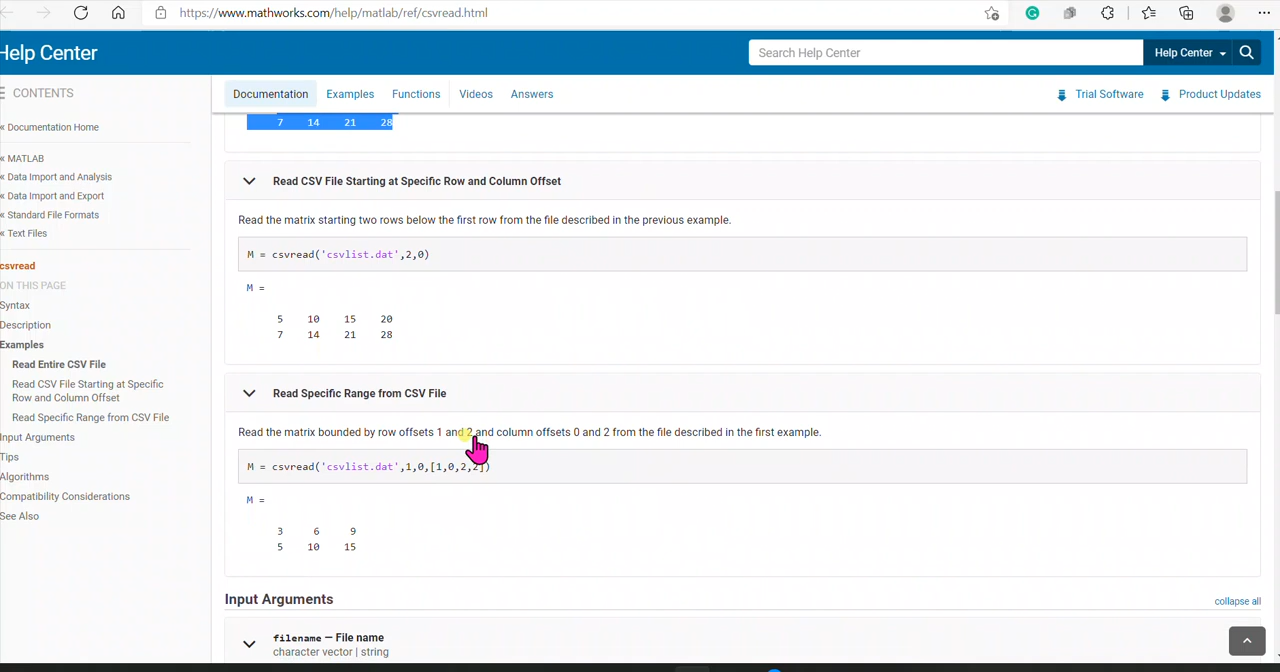 https://www.mathworks.com/help/matlab/ref/csvread.html
Help Center
Search Help Center
Help Center
CONTENTS
Documentation
Examples
Functions
Videos
Answers
Trial Software
Product Updates
« Documentation Home
« MATLAB
« Data Import and Analysis
« Data Import and Export
« Standard File Formats
« Text Files
csvread
ON THIS PAGE
Syntax
Description
Examples
Read Entire CSV File
Read CSV File Starting at Specific
Row and Column Offset
Read Specific Range from CSV File
Input Arguments
Tips
Algorithms
Compatibility Considerations
See Also
7 14 21 28
Read CSV File Starting at Specific Row and Column Offset
Read the matrix starting two rows below the first row from the file described in the previous example.
M = csvread('csvlist.dat',2,0)
M =
5 10 15 20
7 14 21 28
Read Specific Range from CSV File
Read the matrix bounded by row offsets 1 and 2 and column offsets 0 and 2 from the file described in the first example.
M = csvread('csvlist.dat',1,0,[1,0,2,2])
M =
3 6 9
5 10 15
Input Arguments
collapse all
filename — File name
character vector | string